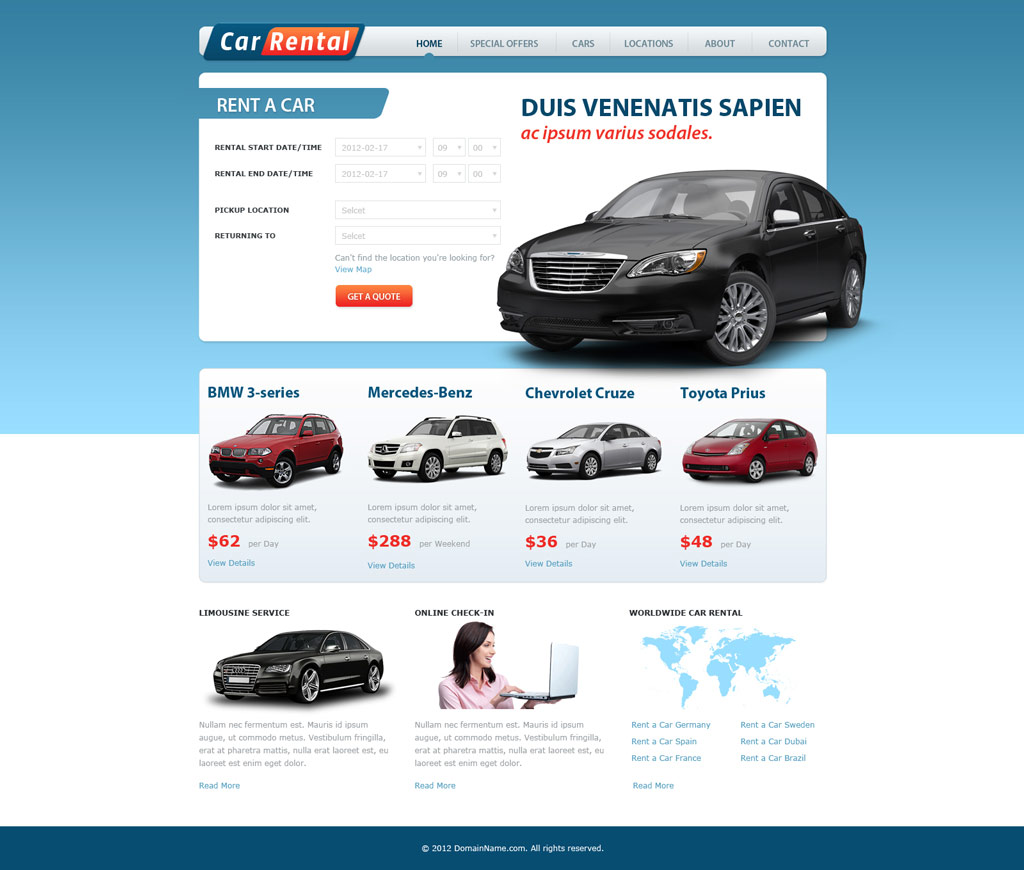 Car Rental
HOME SPECIAL OFFERS CARS LOCATIONS ABOUT CONTACT
RENT A CAR
RENTAL START DATE/TIME 2012-02-17 09 00
RENTAL END DATE/TIME 2012-02-17 09 00
PICKUP LOCATION Selcet
RETURNING TO Selcet
Can't find the location you're looking for?
View Map
GET A QUOTE
DUIS VENENATIS SAPIEN
ac ipsum varius sodales.
BMW 3-series
Lorem ipsum dolor sit amet,
consectetur adipiscing elit.
$62 per Day
View Details
Mercedes-Benz
Lorem ipsum dolor sit amet,
consectetur adipiscing elit.
$288 per Weekend
View Details
Chevrolet Cruze
Lorem ipsum dolor sit amet,
consectetur adipiscing elit.
$36 per Day
View Details
Toyota Prius
Lorem ipsum dolor sit amet,
consectetur adipiscing elit.
$48 per Day
View Details
LIMOUSINE SERVICE
Nullam nec fermentum est. Mauris id ipsum
augue, ut commodo metus. Vestibulum fringilla,
erat at pharetra mattis, nulla erat laoreet est, eu
laoreet est enim eget dolor.
Read More
ONLINE CHECK-IN
Nullam nec fermentum est. Mauris id ipsum
augue, ut commodo metus. Vestibulum fringilla,
erat at pharetra mattis, nulla erat laoreet est, eu
laoreet est enim eget dolor.
Read More
WORLDWIDE CAR RENTAL
Rent a Car Germany Rent a Car Sweden
Rent a Car Spain Rent a Car Dubai
Rent a Car France Rent a Car Brazil
Read More
© 2012 DomainName.com. All rights reserved.